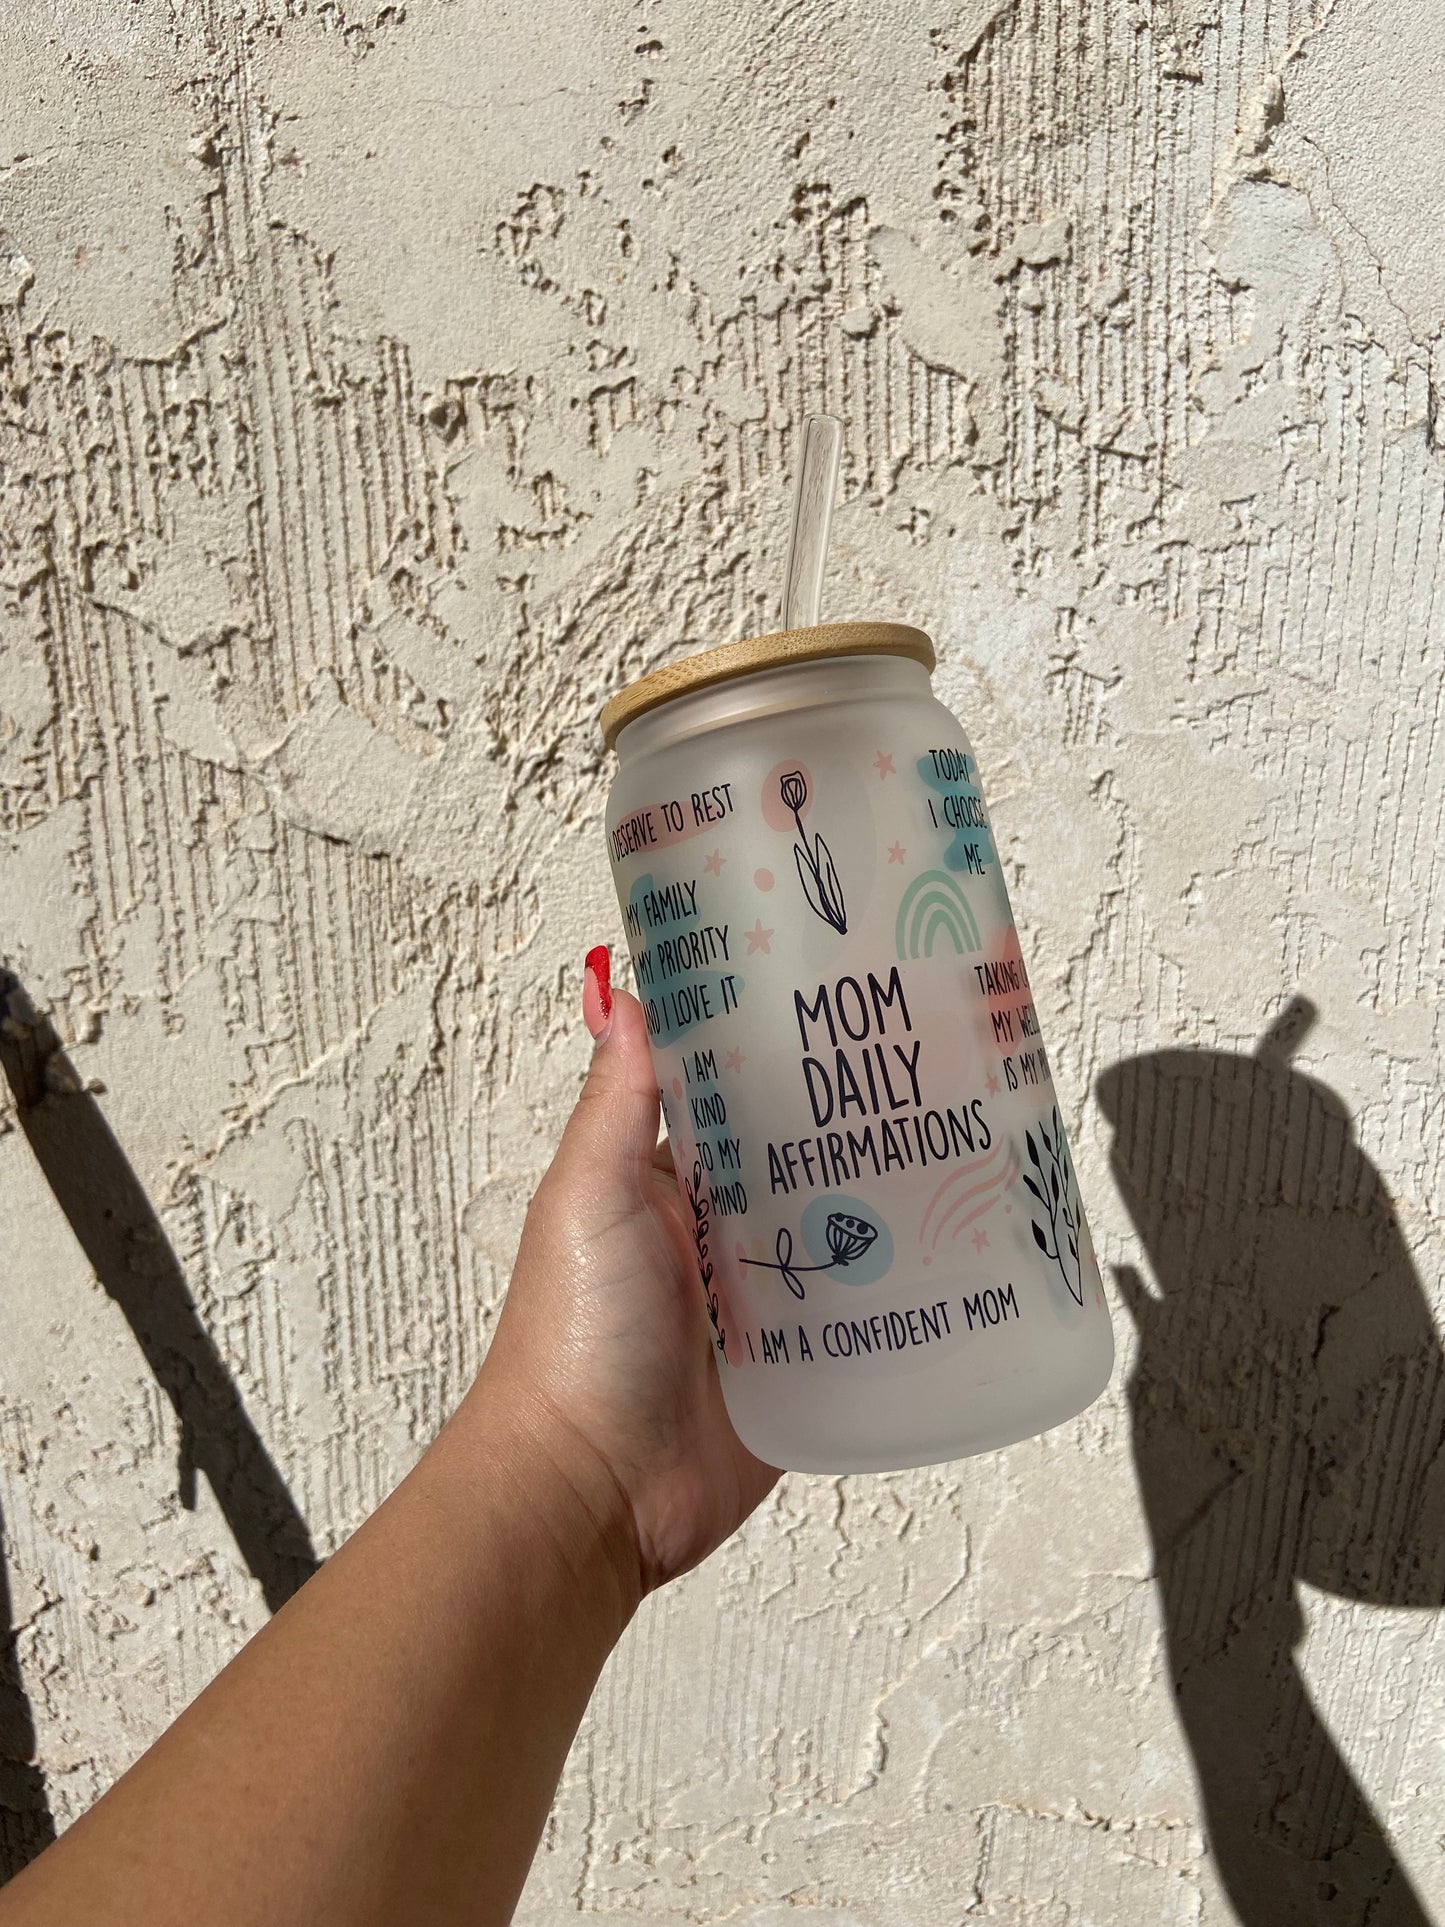 I DESERVE TO REST
MY FAMILY
MY PRIORITY
AND I LOVE IT
I AM
KIND
TO MY
MIND
MOM
DAILY
AFFIRMATIONS
I AM A CONFIDENT MOM
TODAY
I CHOOSE
ME
TAKING
MY
IS MY